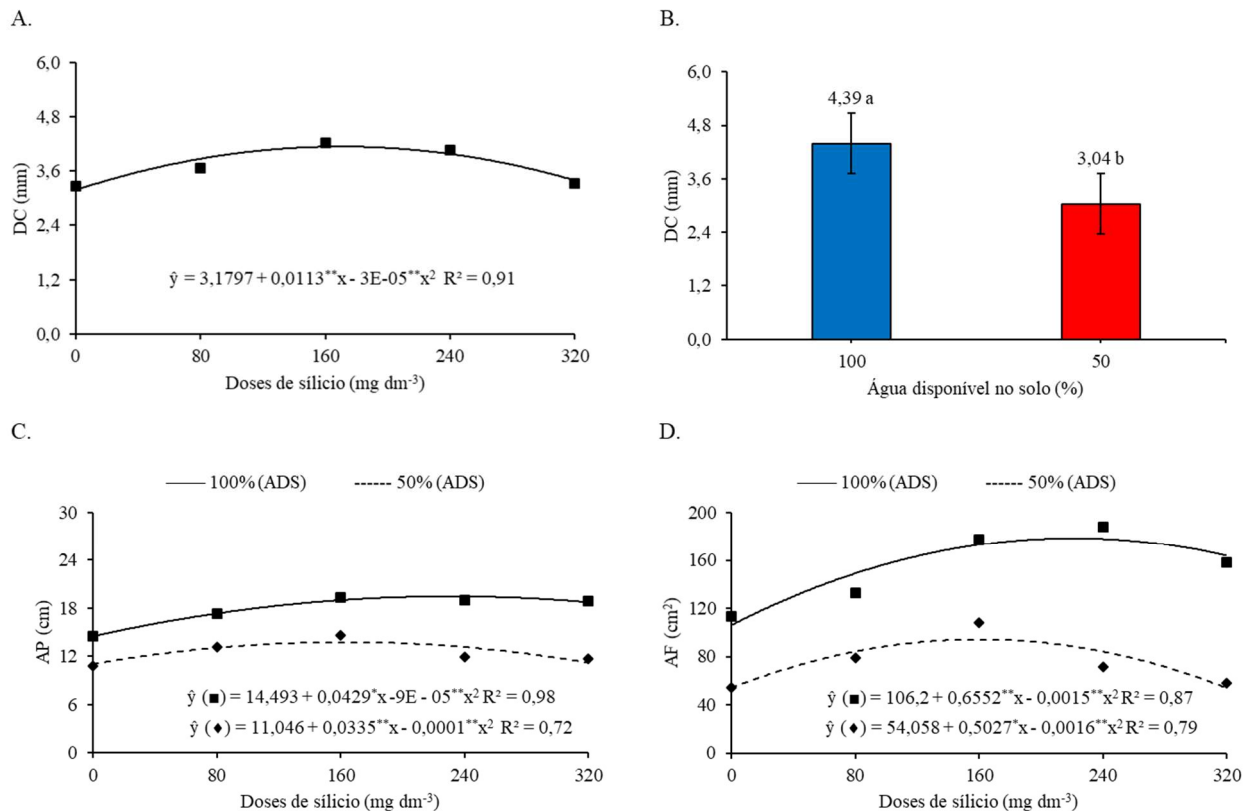 A.
6,0
4,8
3,6
2,4
1,2
0,0
DC (mm)
ŷ = 3,1797 + 0,0113**x - 3E-05**x² R² = 0,91
0 80 160 240 320
Doses de sílicio (mg dm⁻³)
B.
6,0
4,8
3,6
2,4
1,2
0,0
DC (mm)
4,39 a
3,04 b
100 50
Água disponível no solo (%)
C.
100% (ADS) 50% (ADS)
30
24
18
12
6
0
AP (cm)
ŷ (■) = 14,493 + 0,0429*x -9E - 05**x² R² = 0,98
ŷ (♦) = 11,046 + 0,0335**x - 0,0001**x² R² = 0,72
0 80 160 240 320
Doses de sílicio (mg dm⁻³)
D.
100% (ADS) 50% (ADS)
200
160
120
80
40
0
AF (cm²)
ŷ (■) = 106,2 + 0,6552**x - 0,0015**x² R² = 0,87
ŷ (♦) = 54,058 + 0,5027*x - 0,0016**x² R² = 0,79
0 80 160 240 320
Doses de sílicio (mg dm⁻³)